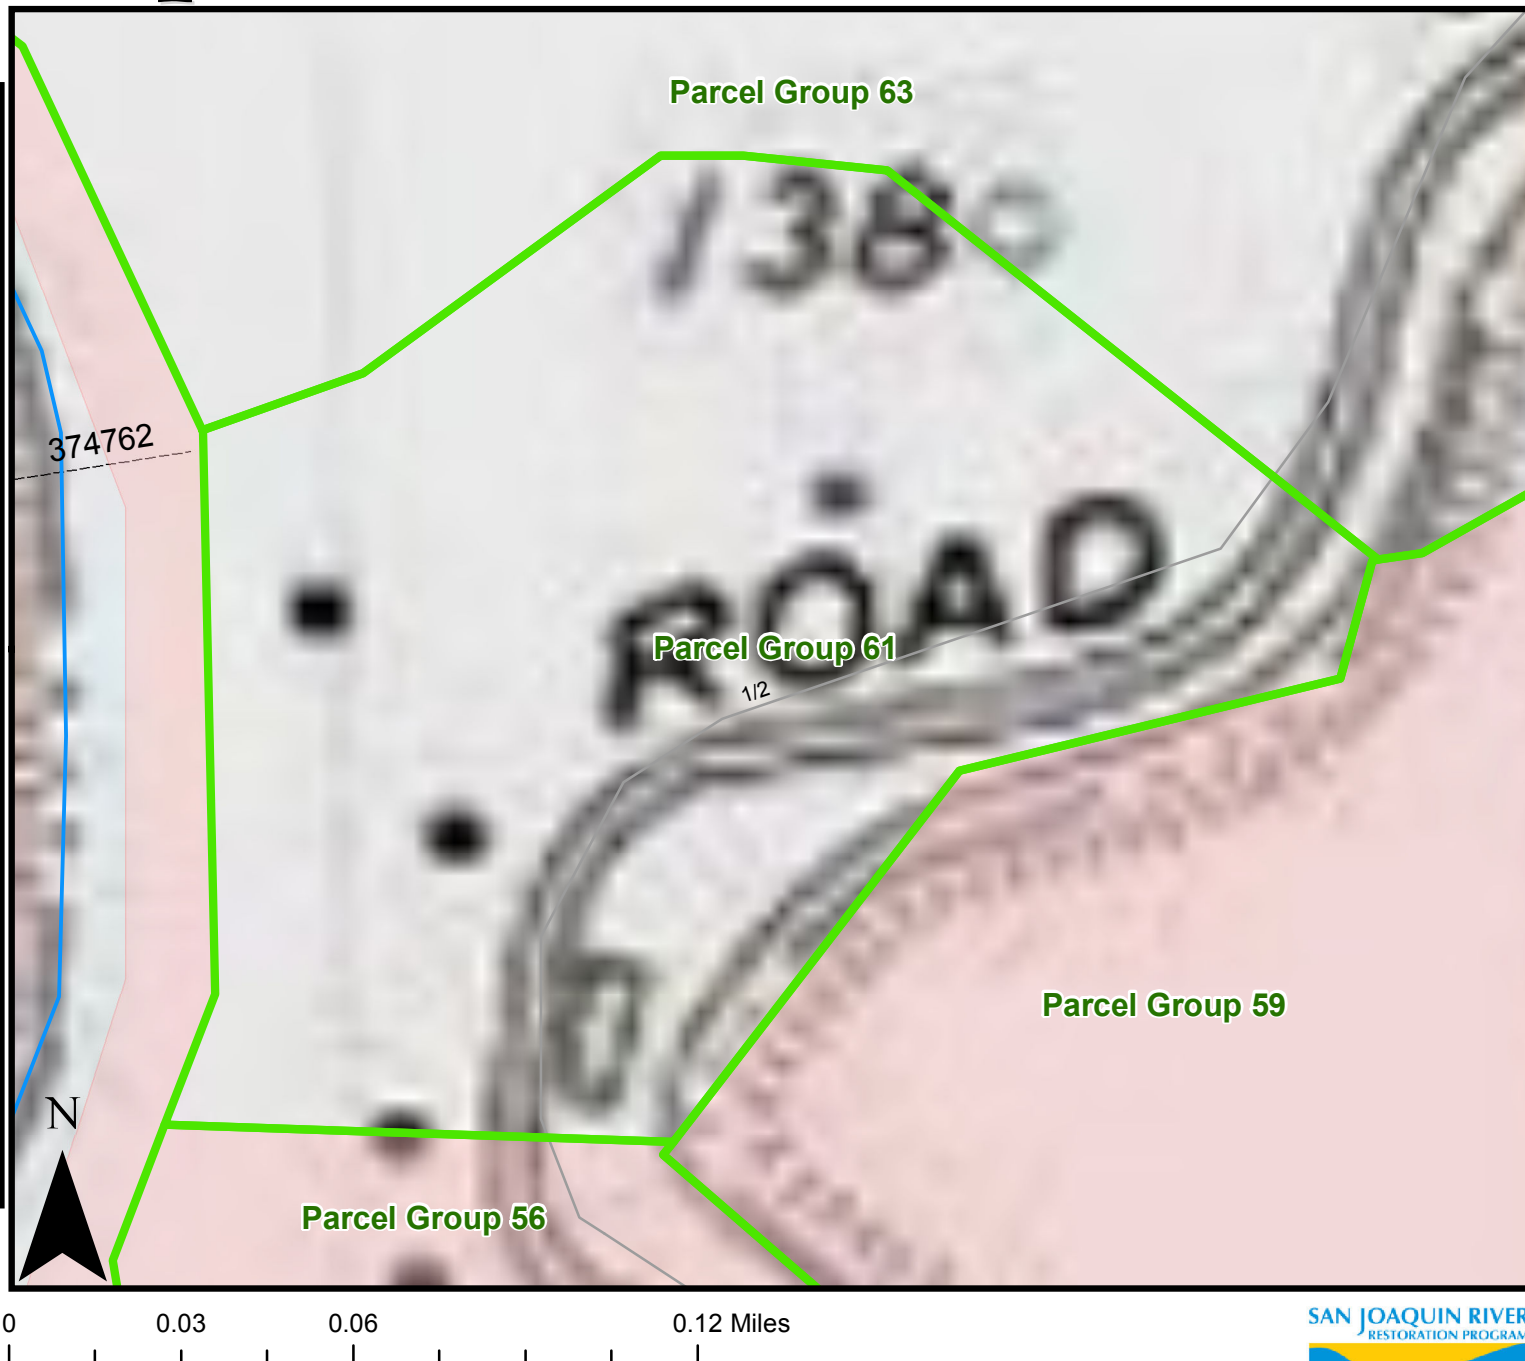 Parcel Group 63
138
374762
ROAD
Parcel Group 61
1/2
Parcel Group 59
N
Parcel Group 56
0 0.03 0.06 0.12 Miles
SAN JOAQUIN RIVER
RESTORATION PROGRAM